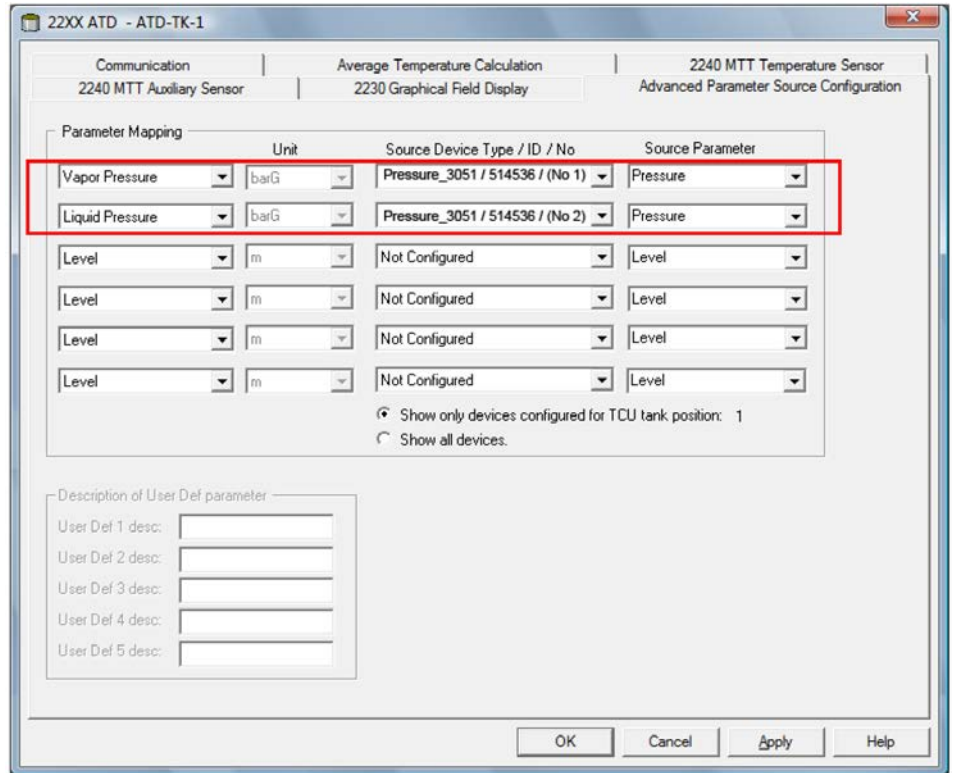 22XX ATD - ATD-TK-1
Communication Average Temperature Calculation 2240 MTT Temperature Sensor
2240 MTT Auxiliary Sensor 2230 Graphical Field Display Advanced Parameter Source Configuration
Parameter Mapping
Unit Source Device Type / ID / No Source Parameter
Vapor Pressure barG Pressure_3051 / 514536 / (No 1) Pressure
Liquid Pressure barG Pressure_3051 / 514536 / (No 2) Pressure
Level m Not Configured Level
Level m Not Configured Level
Level m Not Configured Level
Level m Not Configured Level
Show only devices configured for TCU tank position: 1
Show all devices.
Description of User Def parameter
User Def 1 desc:
User Def 2 desc:
User Def 3 desc:
User Def 4 desc:
User Def 5 desc:
OK Cancel Apply Help